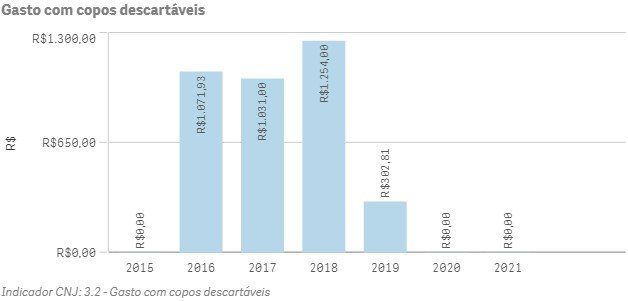 Gasto com copos descartáveis
R$1.300,00
R$650,00
R$0,00
R$
R$0,00
R$1.071,93
R$1.031,00
R$1.254,00
R$302,81
R$0,00
R$0,00
2015 2016 2017 2018 2019 2020 2021
Indicador CNJ: 3.2 - Gasto com copos descartáveis